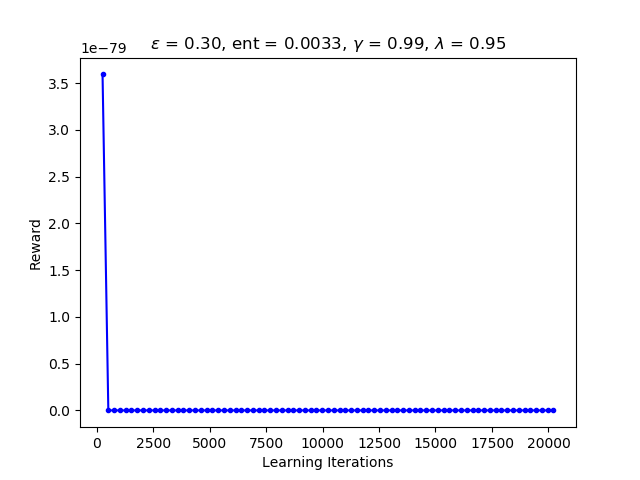 1e−79
ε = 0.30, ent = 0.0033, γ = 0.99, λ = 0.95
3.5
3.0
2.5
2.0
1.5
1.0
0.5
0.0
Reward
0 2500 5000 7500 10000 12500 15000 17500 20000
Learning Iterations